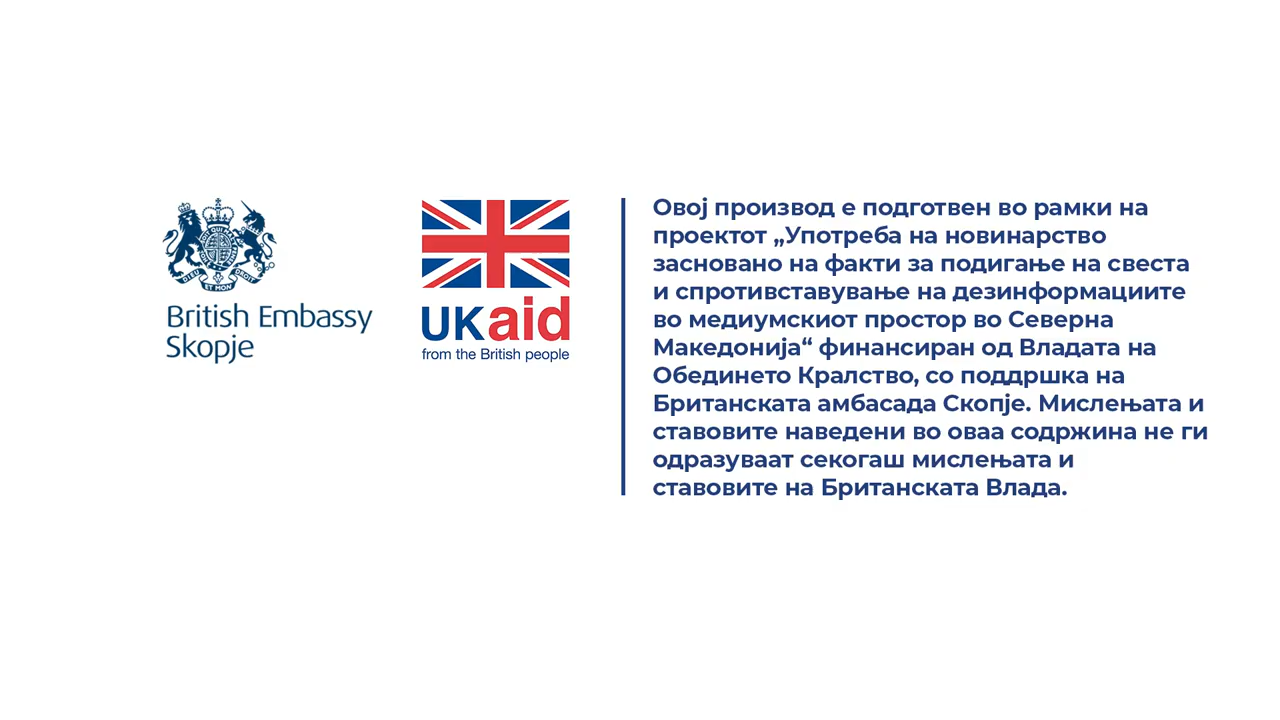 British Embassy
Skopje
UKaid
from the British people
Овој производ е подготвен во рамки на
проектот „Употреба на новинарство
засновано на факти за подигање на свеста
и спротивставување на дезинформациите
во медиумскиот простор во Северна
Македонија“ финансиран од Владата на
Обединето Кралство, со поддршка на
Британската амбасада Скопје. Мислењата и
ставовите наведени во оваа содржина не ги
одразуваат секогаш мислењата и
ставовите на Британската Влада.